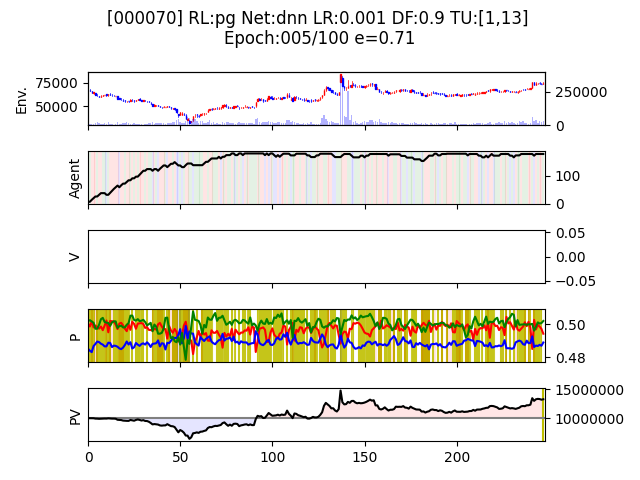 [000070] RL:pg Net:dnn LR:0.001 DF:0.9 TU:[1,13]
Epoch:005/100 e=0.71
Env.
75000
50000
250000
0
Agent
100
0
V
0.05
0.00
−0.05
P
0.50
0.48
PV
15000000
10000000
0 50 100 150 200